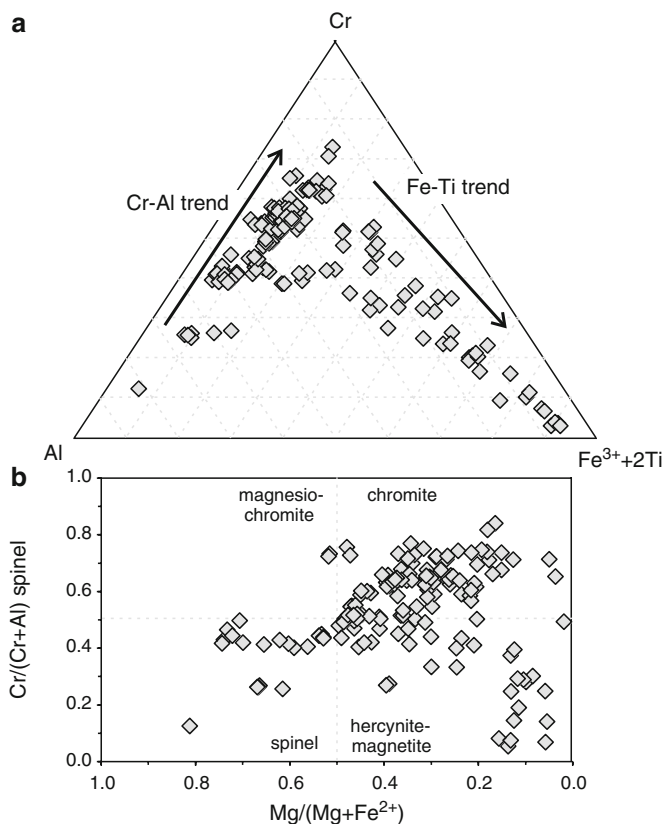 a
Cr
Cr-Al trend
Fe-Ti trend
Al
Fe³⁺+2Ti
b
1.0
magnesio-
chromite
chromite
0.8
0.6
0.4
0.2
0.0
Cr/(Cr+Al) spinel
spinel
hercynite-
magnetite
1.0
0.8
0.6
0.4
0.2
0.0
Mg/(Mg+Fe²⁺)